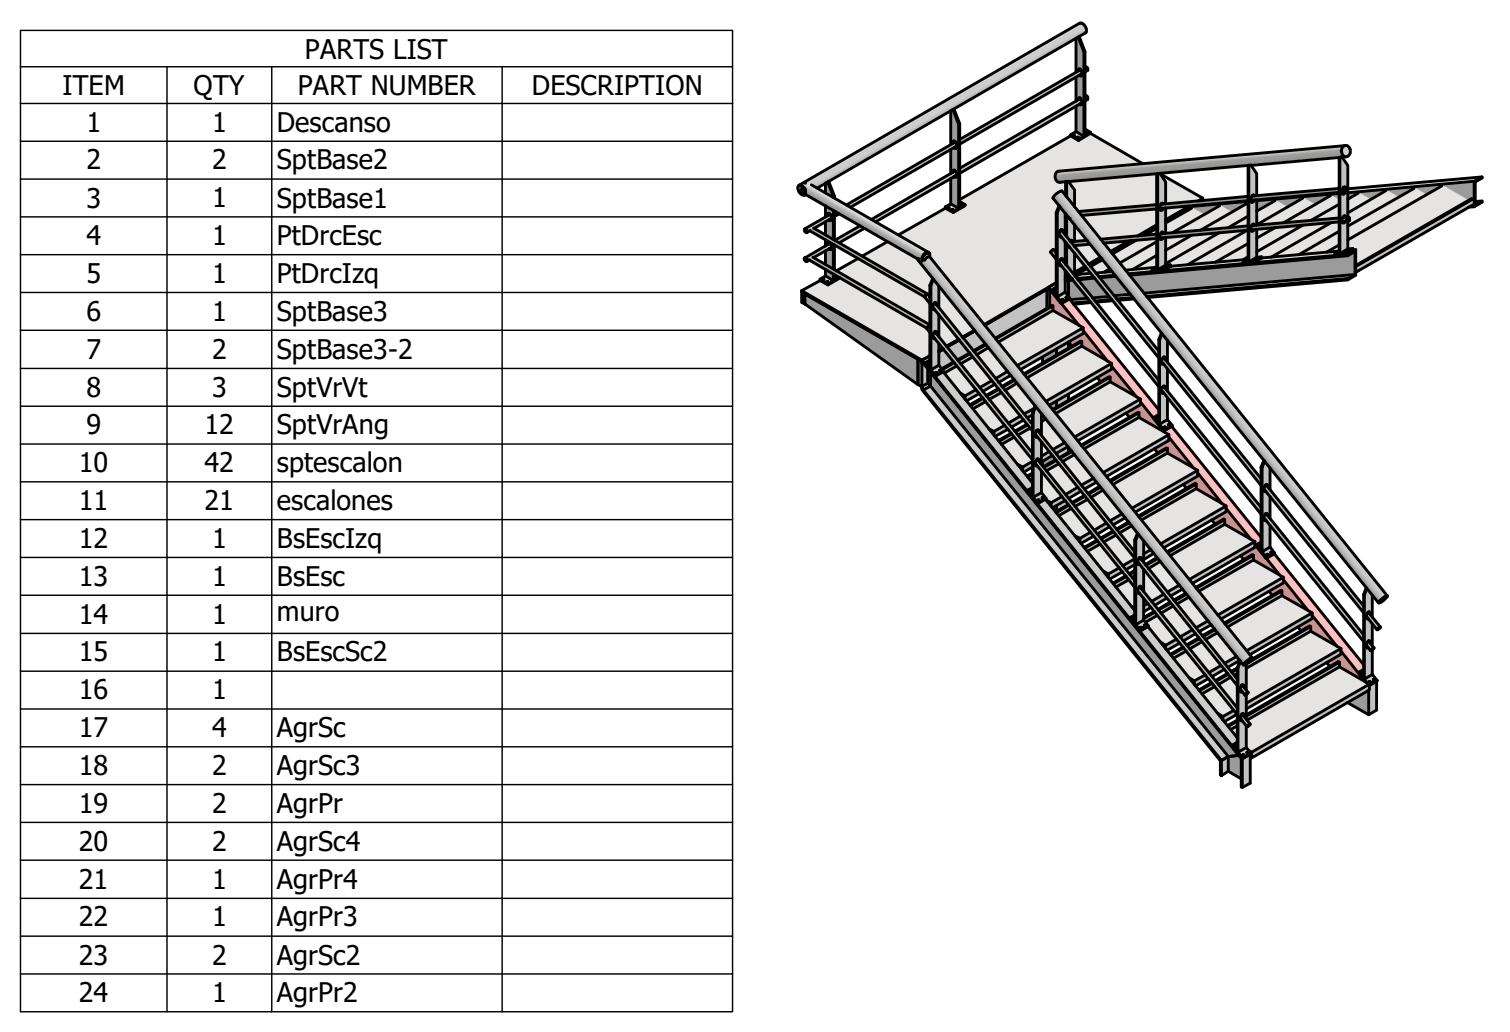 PARTS LIST
ITEM QTY PART NUMBER DESCRIPTION
1 1 Descanso
2 2 SptBase2
3 1 SptBase1
4 1 PtDrcEsc
5 1 PtDrcIzq
6 1 SptBase3
7 2 SptBase3-2
8 3 SptVrVt
9 12 SptVrAng
10 42 sptescalon
11 21 escalones
12 1 BsEscIzq
13 1 BsEsc
14 1 muro
15 1 BsEscSc2
16 1
17 4 AgrSc
18 2 AgrSc3
19 2 AgrPr
20 2 AgrSc4
21 1 AgrPr4
22 1 AgrPr3
23 2 AgrSc2
24 1 AgrPr2